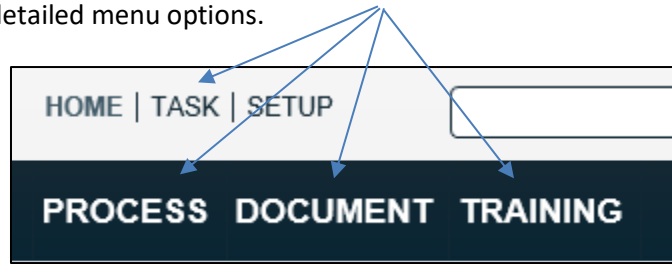 detailed menu options.
HOME | TASK | SETUP
PROCESS DOCUMENT TRAINING